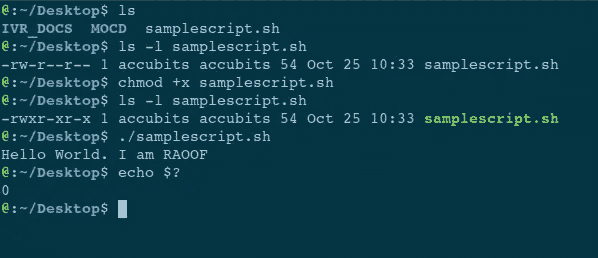 @:~/Desktop$ ls
IVR_DOCS MOCD samplescript.sh
@:~/Desktop$ ls -l samplescript.sh
-rw-r--r-- 1 accubits accubits 54 Oct 25 10:33 samplescript.sh
@:~/Desktop$ chmod +x samplescript.sh
@:~/Desktop$ ls -l samplescript.sh
-rwxr-xr-x 1 accubits accubits 54 Oct 25 10:33 samplescript.sh
@:~/Desktop$ ./samplescript.sh
Hello World. I am RAOOF
@:~/Desktop$ echo $?
0
@:~/Desktop$